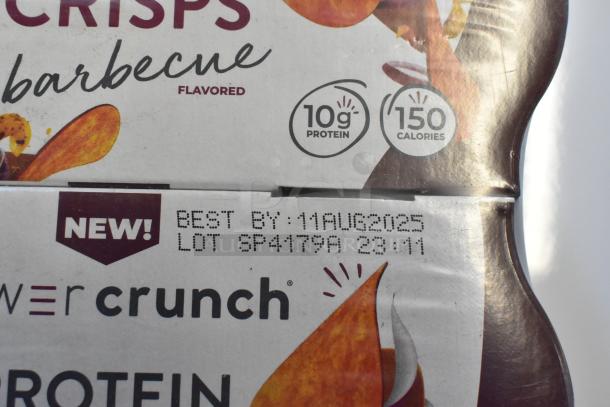 CRISPS
barbecue
FLAVORED
10g
PROTEIN
150
CALORIES
NEW!
BEST BY:11AUG2025
LOT SP4179A 23:11
wer crunch®
PROTEIN